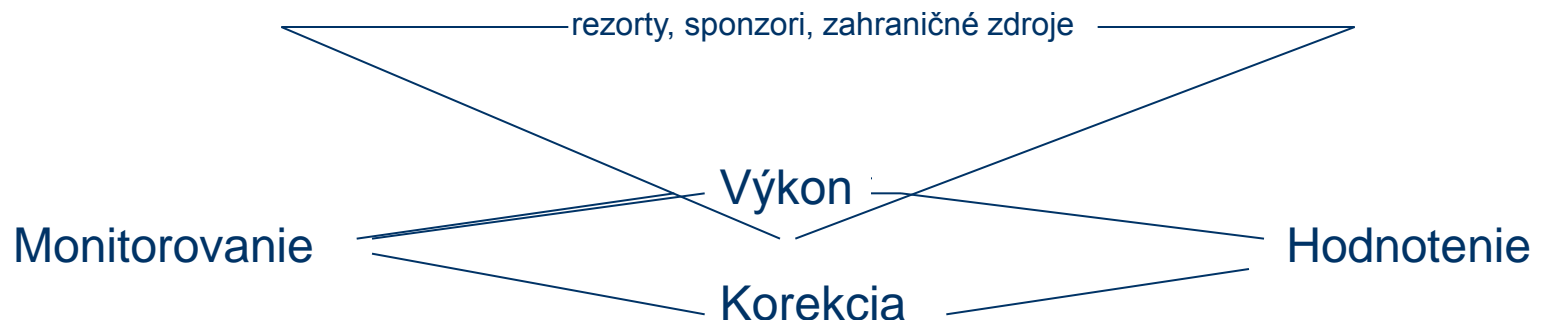 rezorty, sponzori, zahraničné zdroje
Výkon
Monitorovanie
Hodnotenie
Korekcia